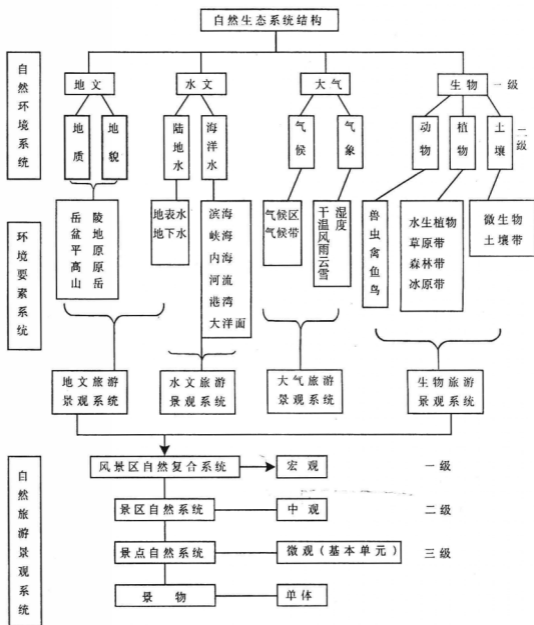 自然生态系统结构
自然环境系统
地文
水文
大气
生物
一级
地质
地貌
陆地水
海洋水
气候
气象
动物
植物
土壤
二级
环境要素系统
岳 陵
盆 地
平 原
高 原
山 岳
地表水
地下水
滨海
峡海
内海
河流
港湾
大洋面
气候区
气候带
干温风雨云雪
湿度
兽虫禽鱼鸟
水生植物
草原带
森林带
冰原带
微生物
土壤带
地文旅游
景观系统
水文旅游
景观系统
大气旅游
景观系统
生物旅游
景观系统
自然旅游景观系统
风景区自然复合系统
宏观
一级
景区自然系统
中观
二级
景点自然系统
微观(基本单元)
三级
景 物
单体